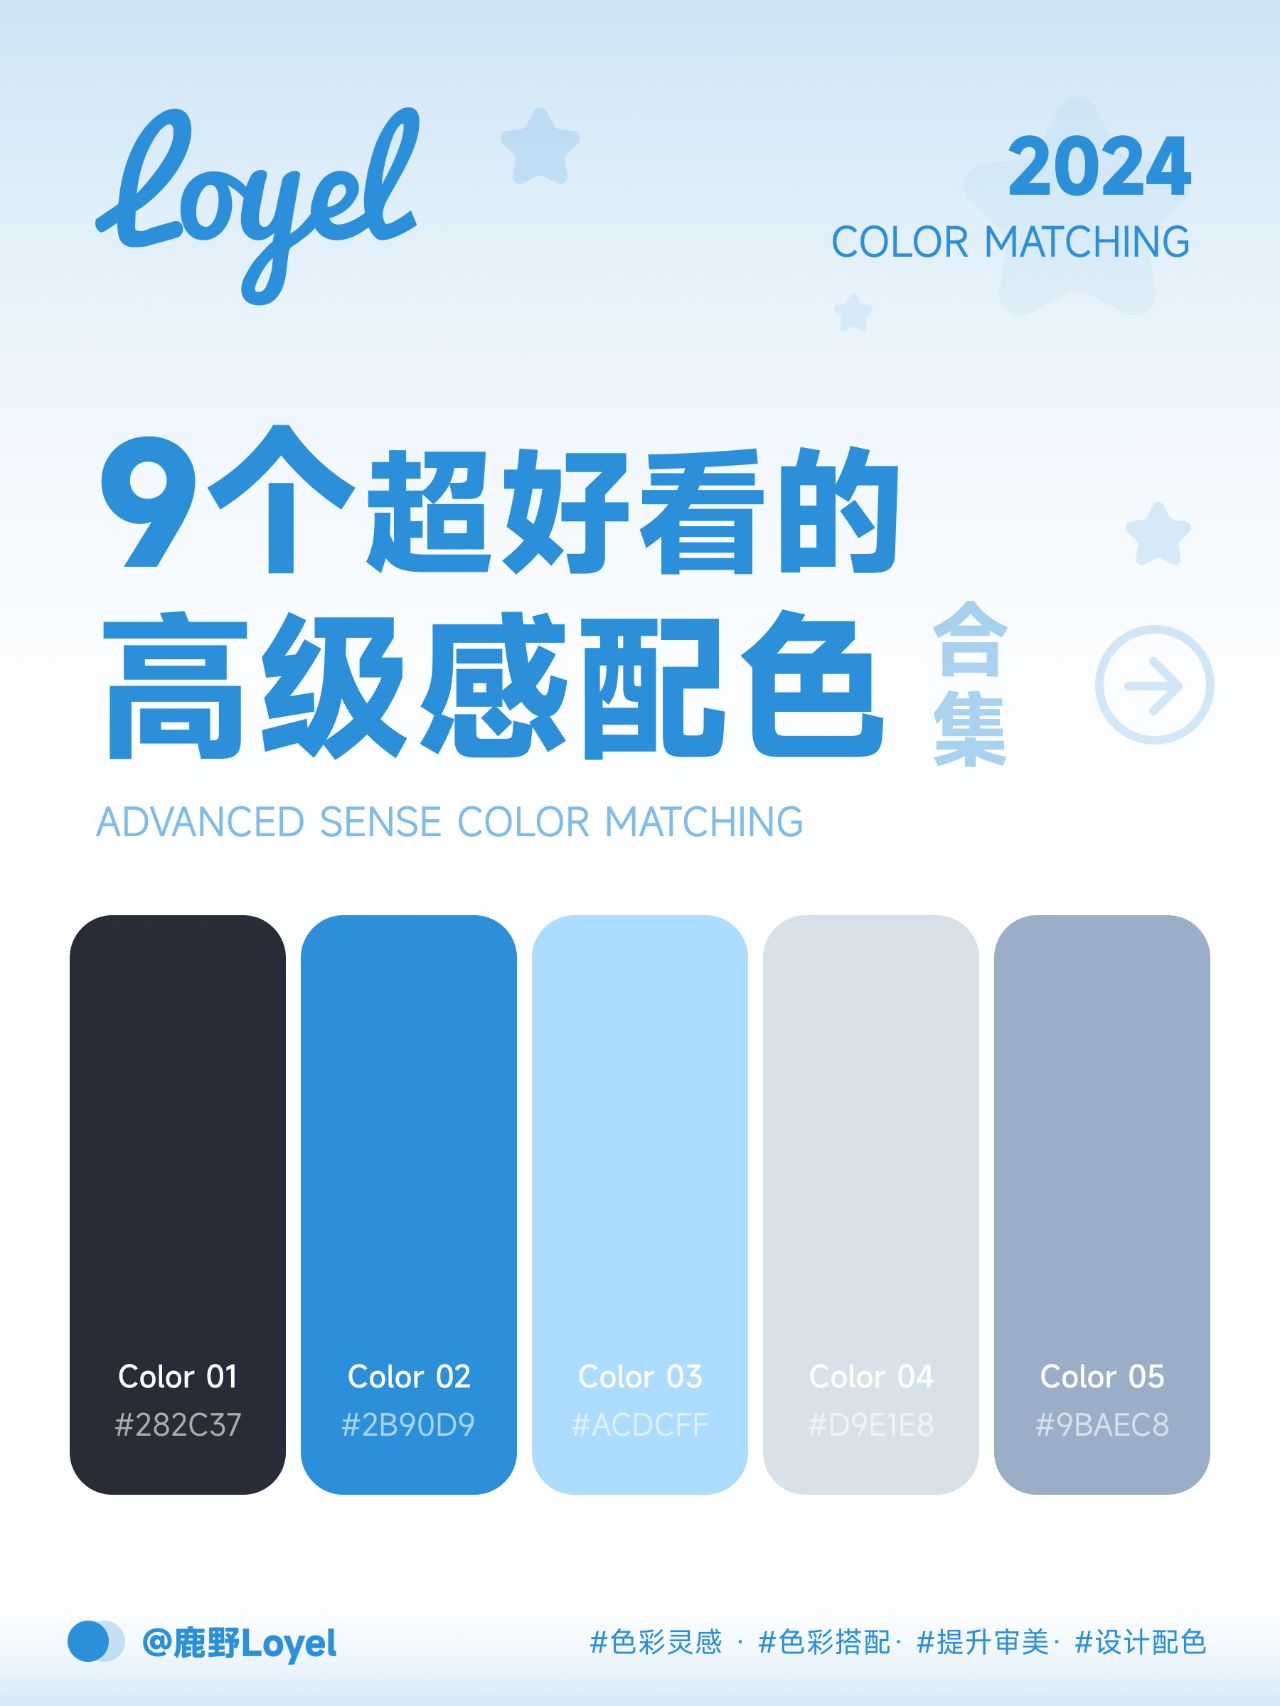 Loyel
2024
COLOR MATCHING
9个超好看的
高级感配色
合集
ADVANCED SENSE COLOR MATCHING
Color 01
#282C37
Color 02
#2B90D9
Color 03
#ACDCFF
Color 04
#D9E1E8
Color 05
#9BAEC8
@鹿野Loyel
#色彩灵感 · #色彩搭配· #提升审美· #设计配色